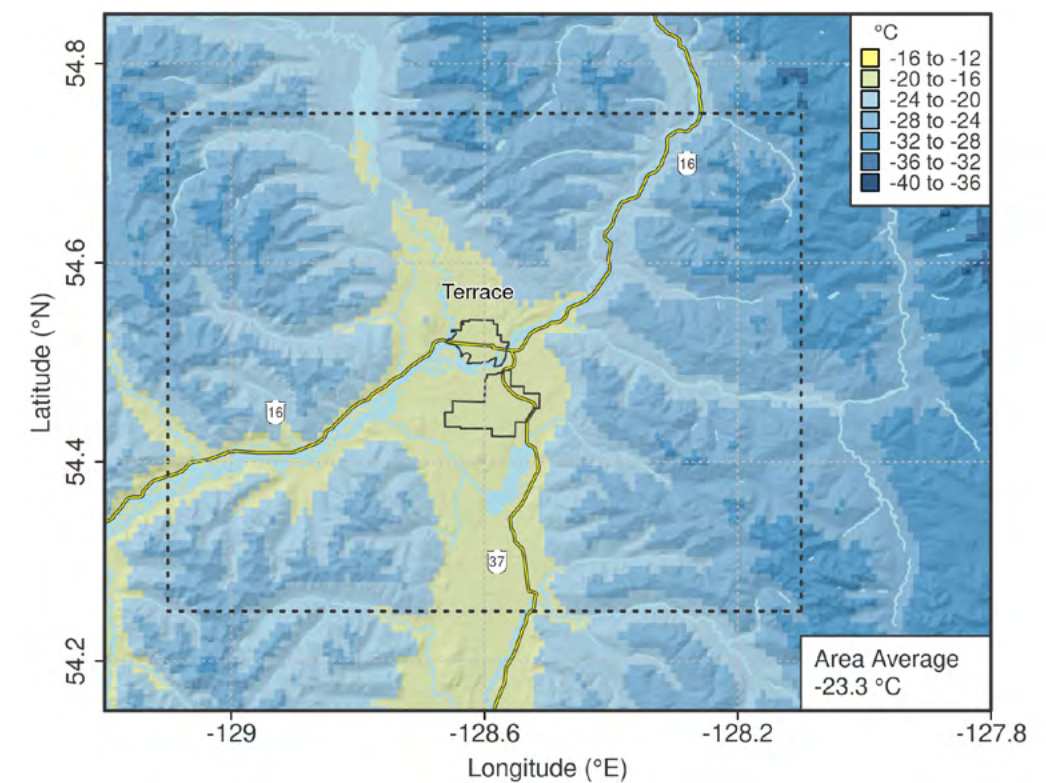 °C
-16 to -12
-20 to -16
-24 to -20
-28 to -24
-32 to -28
-36 to -32
-40 to -36
54.8
16
54.6
Terrace
Latitude (°N)
16
54.4
37
54.2
Area Average
-23.3 °C
-129
-128.6
-128.2
-127.8
Longitude (°E)